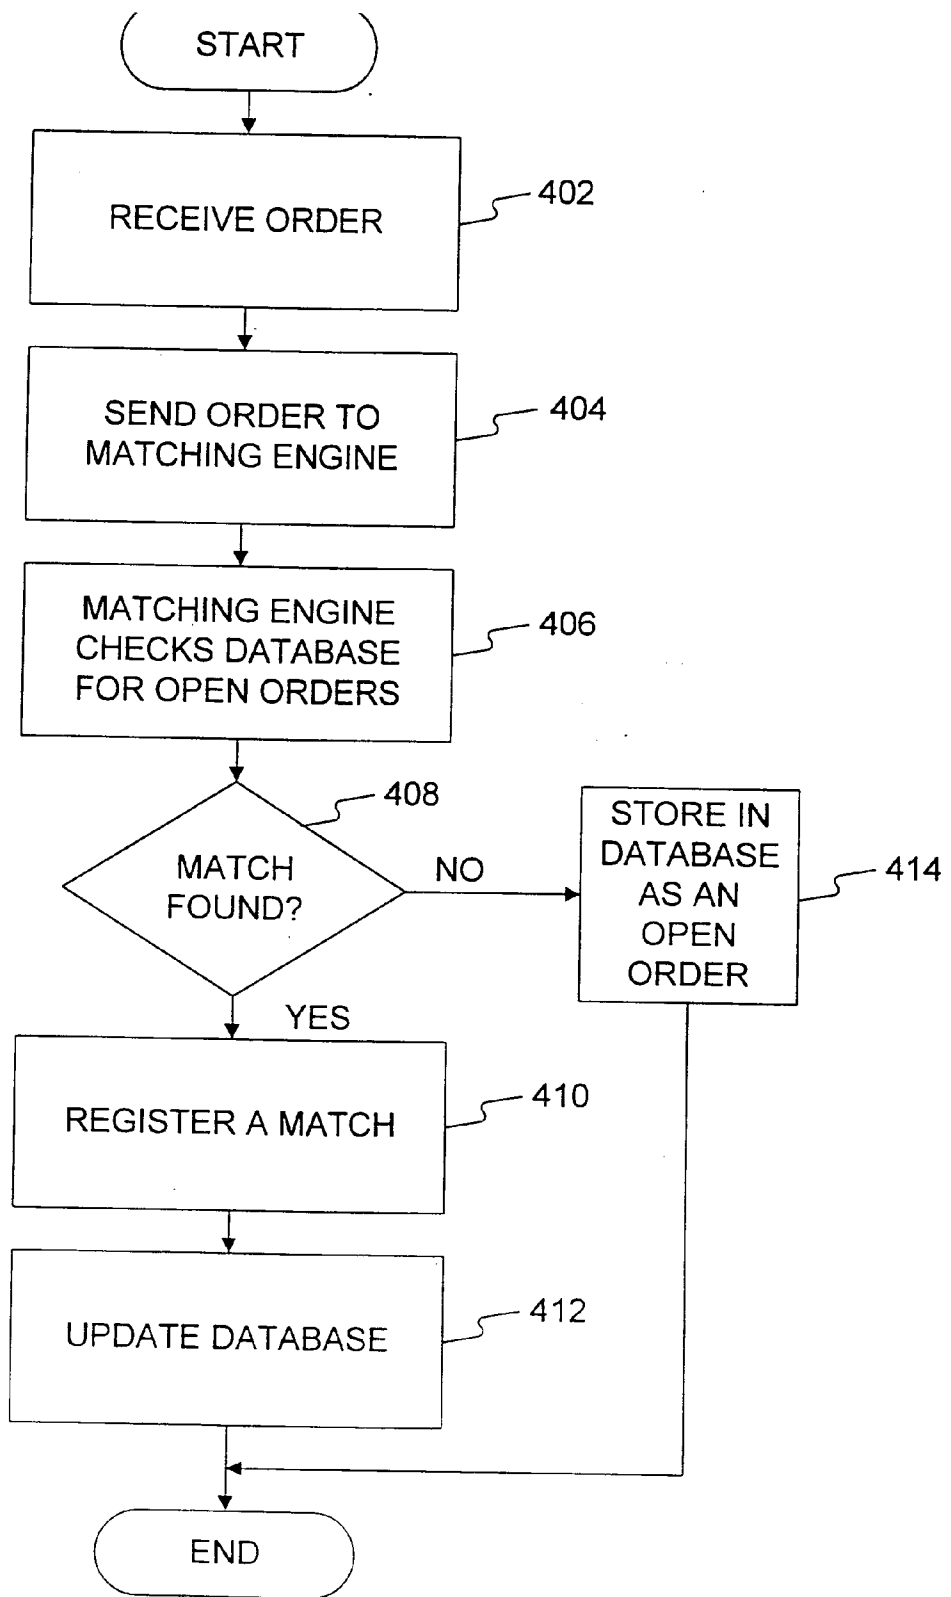 START
RECEIVE ORDER
402
SEND ORDER TO
MATCHING ENGINE
404
MATCHING ENGINE
CHECKS DATABASE
FOR OPEN ORDERS
406
MATCH
FOUND?
408
NO
STORE IN
DATABASE
AS AN
OPEN
ORDER
414
YES
REGISTER A MATCH
410
UPDATE DATABASE
412
END